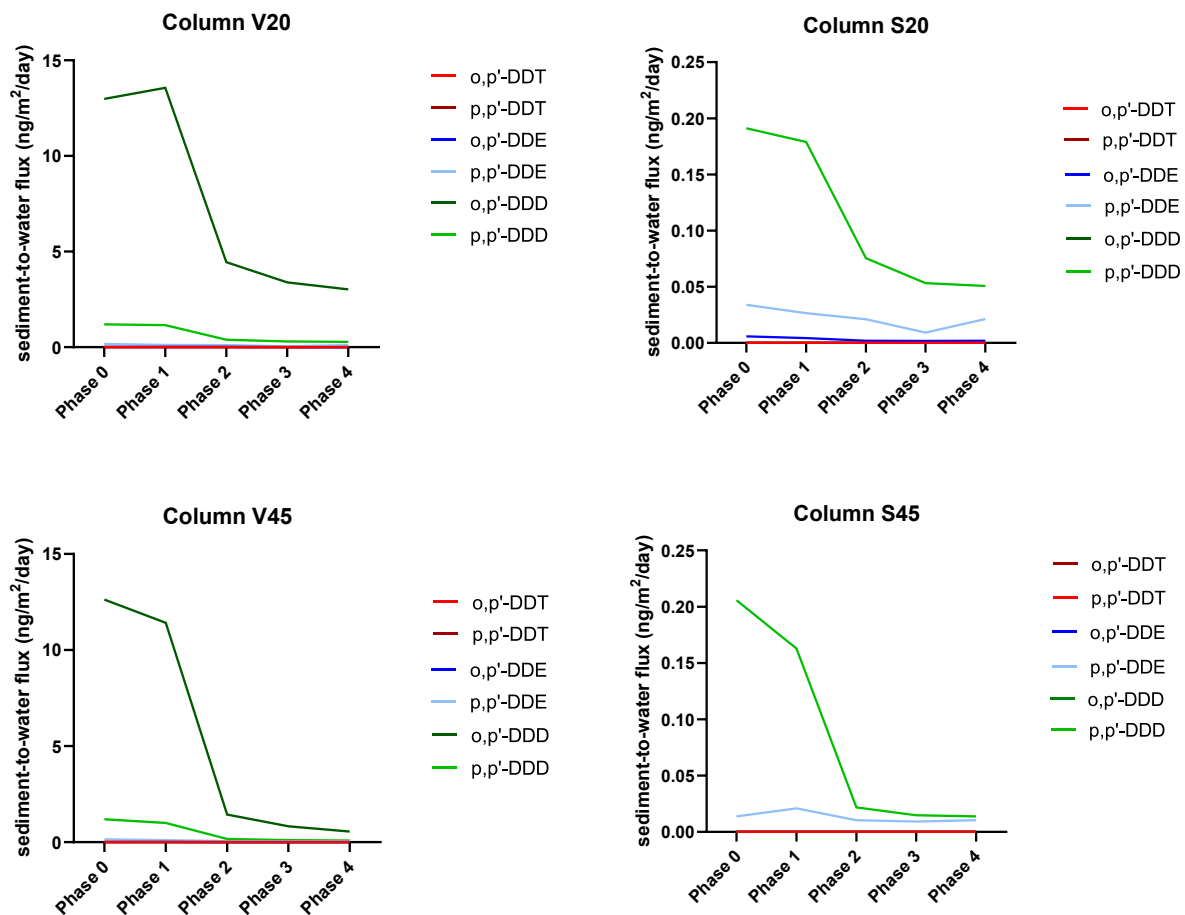 Column V20
sediment-to-water flux (ng/m²/day)
15
10
5
0
Phase 0
Phase 1
Phase 2
Phase 3
Phase 4
o,p'-DDT
p,p'-DDT
o,p'-DDE
p,p'-DDE
o,p'-DDD
p,p'-DDD
Column S20
sediment-to-water flux (ng/m²/day)
0.25
0.20
0.15
0.10
0.05
0.00
Phase 0
Phase 1
Phase 2
Phase 3
Phase 4
o,p'-DDT
p,p'-DDT
o,p'-DDE
p,p'-DDE
o,p'-DDD
p,p'-DDD
Column V45
sediment-to-water flux (ng/m²/day)
15
10
5
0
Phase 0
Phase 1
Phase 2
Phase 3
Phase 4
o,p'-DDT
p,p'-DDT
o,p'-DDE
p,p'-DDE
o,p'-DDD
p,p'-DDD
Column S45
sediment-to-water flux (ng/m²/day)
0.25
0.20
0.15
0.10
0.05
0.00
Phase 0
Phase 1
Phase 2
Phase 3
Phase 4
o,p'-DDT
p,p'-DDT
o,p'-DDE
p,p'-DDE
o,p'-DDD
p,p'-DDD